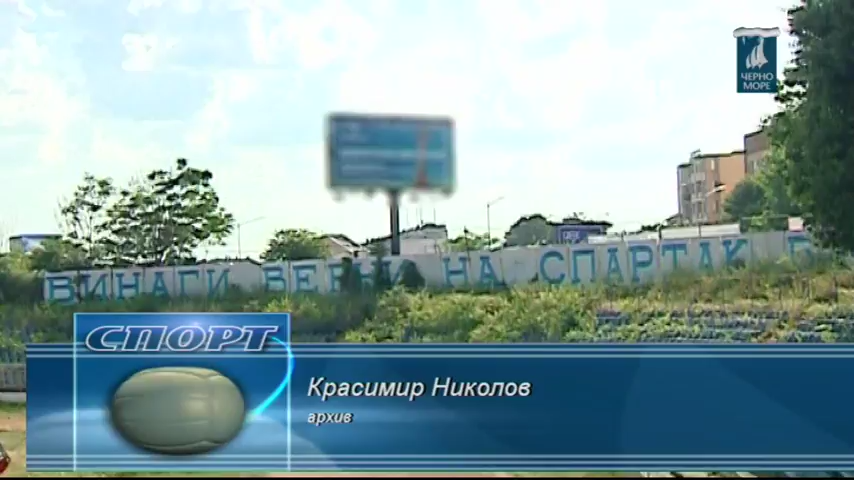 ЧЕРНО
МОРЕ
ВИНАГИ ВЕРНИ НА СПАРТАК
СПОРТ
Красимир Николов
архив